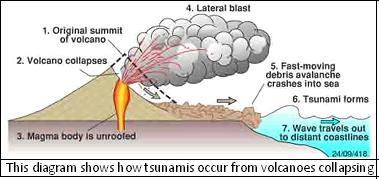 4. Lateral blast
1. Original summit
of volcano
2. Volcano collapses
5. Fast-moving
debris avalanche
crashes into sea
6. Tsunami forms
3. Magma body is unroofed
7. Wave travels out
to distant coastlines
24/09/418
This diagram shows how tsunamis occur from volcanoes collapsing